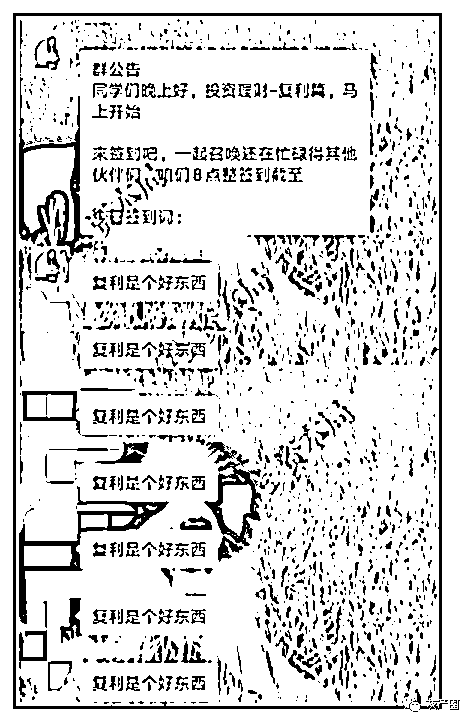 群公告
同学们晚上好，投资理财-复利篇，马
上开始
来签到吧，一起召唤还在忙碌得其他
伙伴们，咱们8点整签到截至
签到词：
复利是个好东西
复利是个好东西
复利是个好东西
复利是个好东西
复利是个好东西
复利是个好东西
复利是个好东西